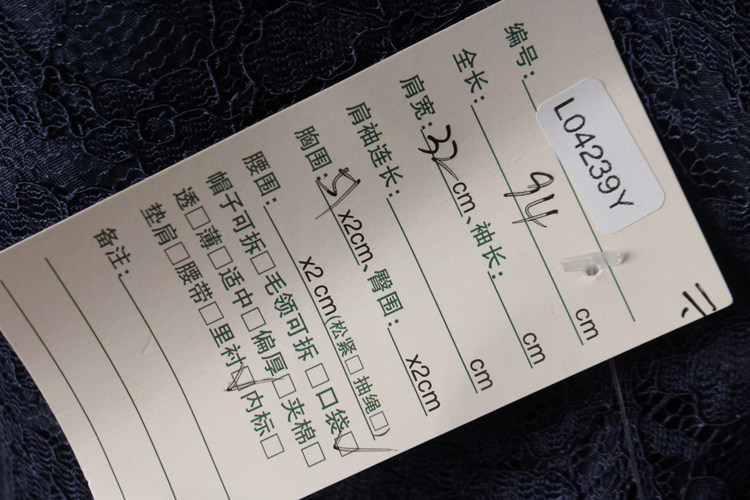 编号: L04239Y
全长: 94 cm
肩宽: 32 cm、袖长: cm
肩袖连长: cm
胸围: 51 x2cm、臀围: x2cm
腰围: x2 cm(松紧□ 抽绳□)
帽子可拆□ 毛领可拆 □ 口袋☑
透□ 薄□ 适中□ 偏厚□ 夹棉□
垫肩□ 腰带□ 里衬☑ 内标□
备注: